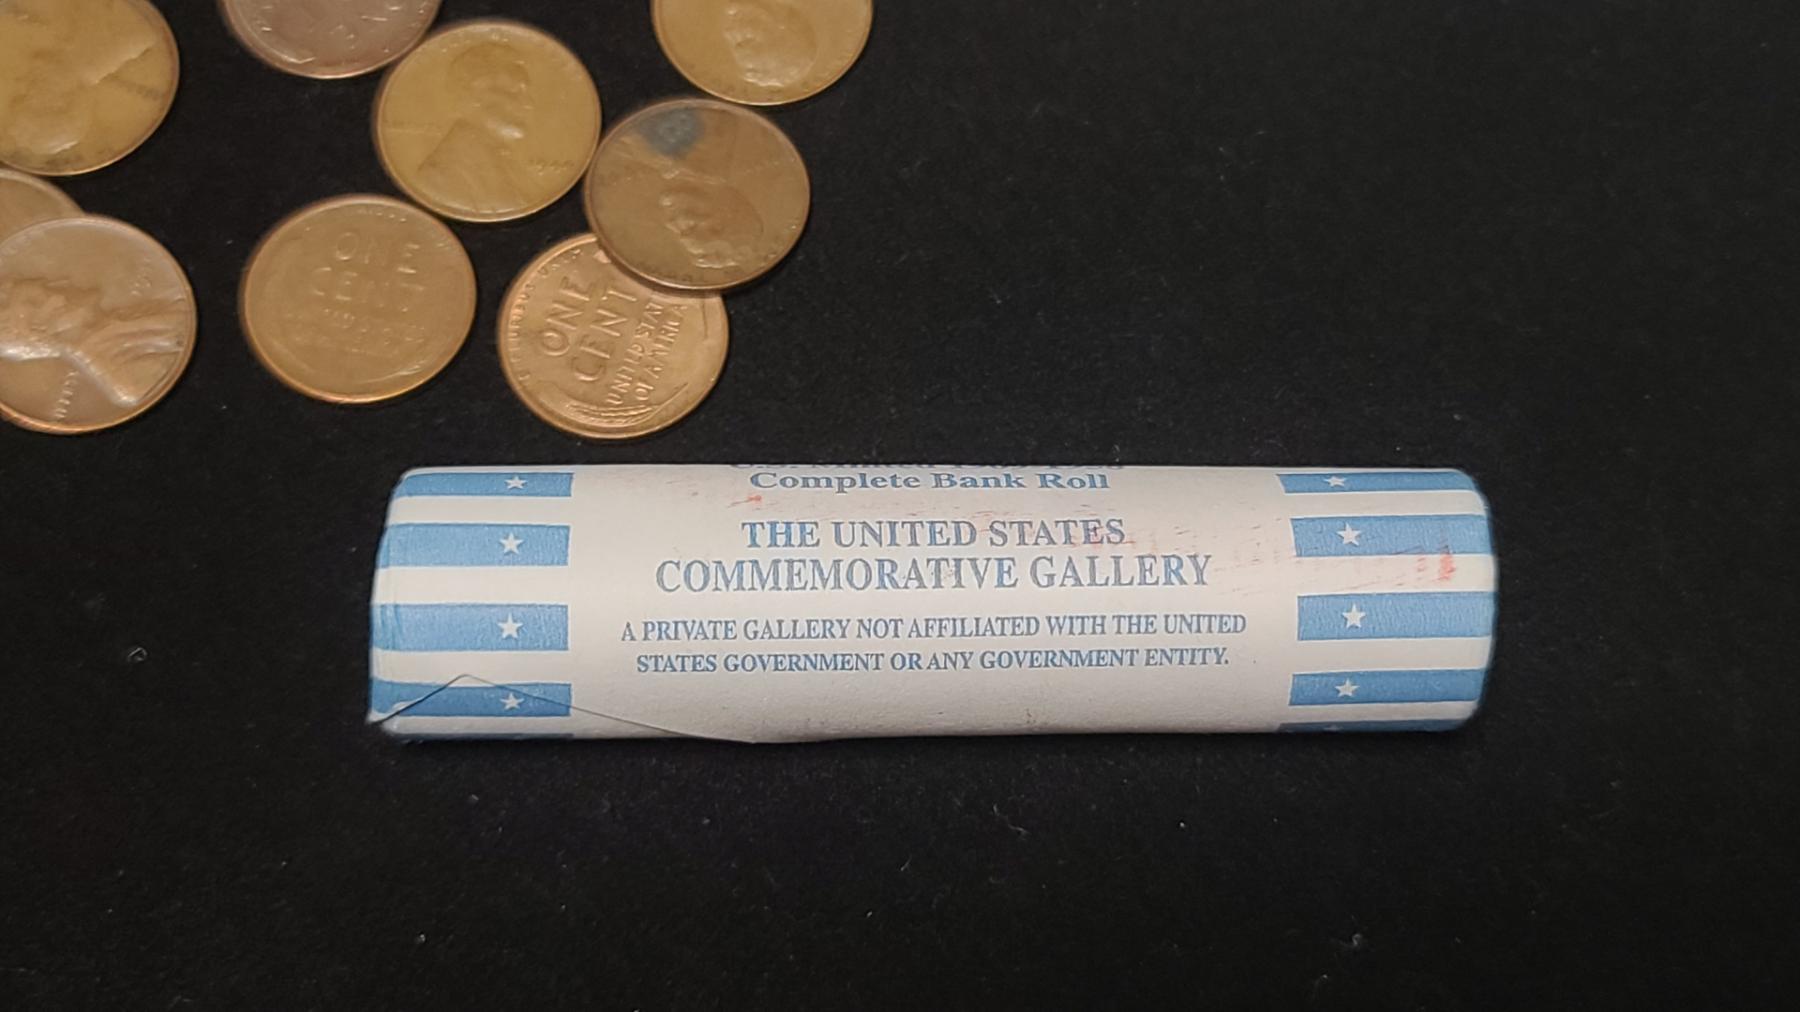 ONE
CENT
ONE
CENT
UNITED STAT
OF AMERICA
Complete Bank Roll
THE UNITED STATES
COMMEMORATIVE GALLERY
A PRIVATE GALLERY NOT AFFILIATED WITH THE UNITED
STATES GOVERNMENT OR ANY GOVERNMENT ENTITY.